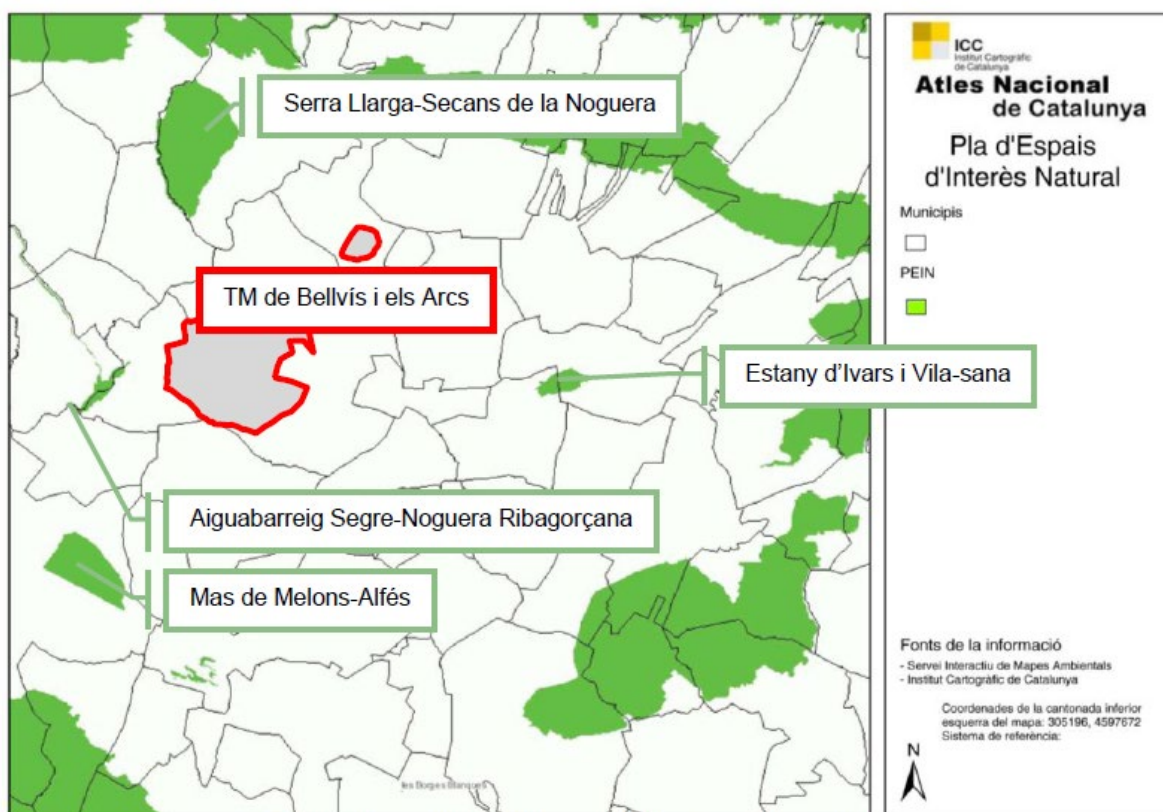 Serra Llarga-Secans de la Noguera
TM de Bellvís i els Arcs
Estany d'Ivars i Vila-sana
Aiguabarreig Segre-Noguera Ribagorçana
Mas de Melons-Alfés
les Borges Blanques
ICC
Institut Cartogràfic
de Catalunya
Atles Nacional
de Catalunya
Pla d'Espais
d'Interès Natural
Municipis
PEIN
Fonts de la informació
- Servei Interactiu de Mapes Ambientals
- Institut Cartogràfic de Catalunya
Coordenades de la cantonada inferior
esquerra del mapa: 305196, 4597672
Sistema de referència:
N